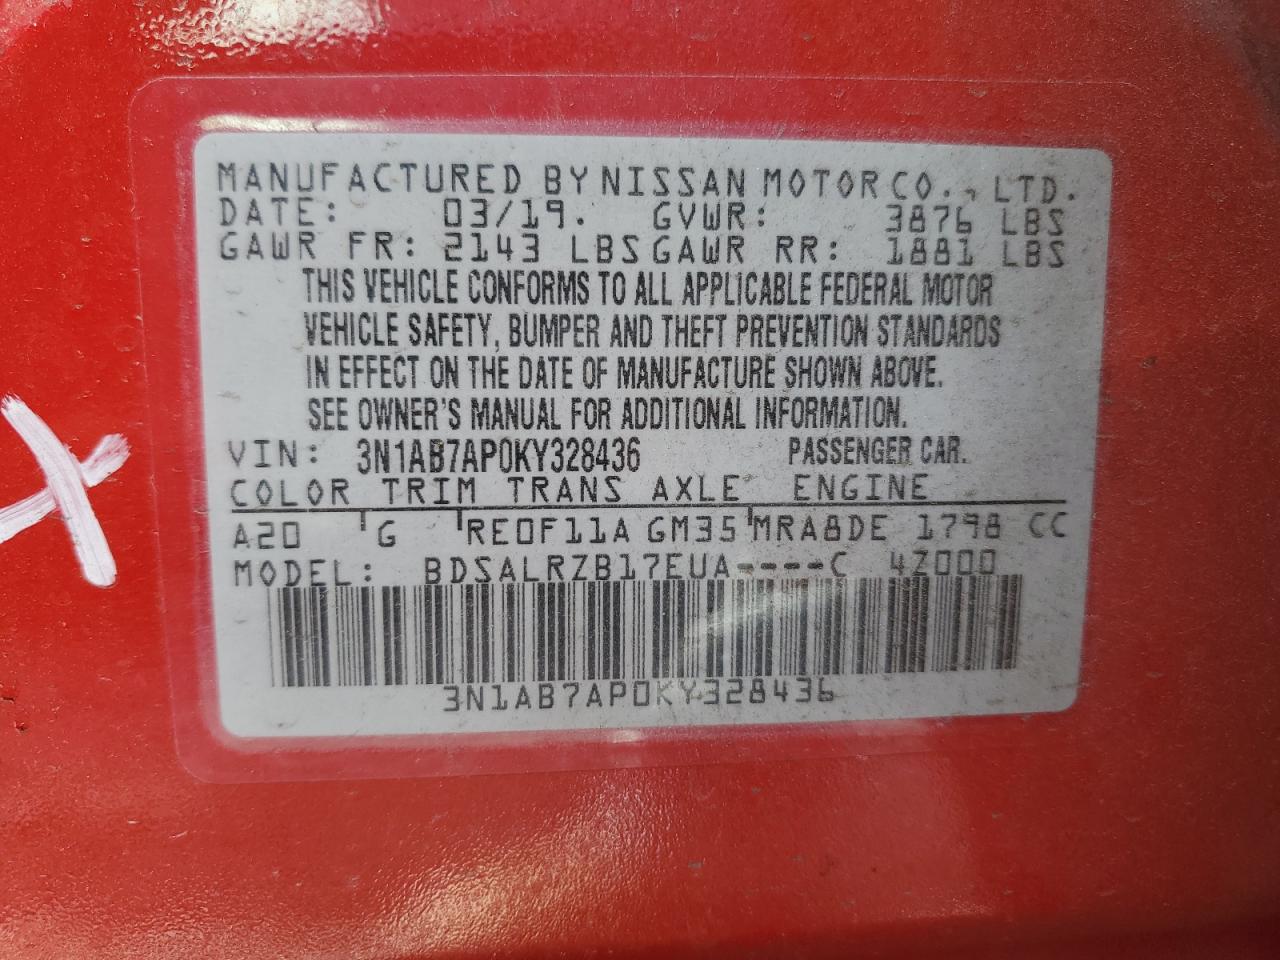 MANUFACTURED BY NISSAN MOTOR CO., LTD.
DATE: 03/19. GVWR: 3876 LBS
GAWR FR: 2143 LBS GAWR RR: 1881 LBS
THIS VEHICLE CONFORMS TO ALL APPLICABLE FEDERAL MOTOR
VEHICLE SAFETY, BUMPER AND THEFT PREVENTION STANDARDS
IN EFFECT ON THE DATE OF MANUFACTURE SHOWN ABOVE.
SEE OWNER'S MANUAL FOR ADDITIONAL INFORMATION.
VIN: 3N1AB7AP0KY328436 PASSENGER CAR.
COLOR TRIM TRANS AXLE ENGINE
A20 G RE0F11A GM35 MRA8DE 1798 CC
MODEL: BDSALRZB17EUA----C 4Z000
3N1AB7AP0KY328436